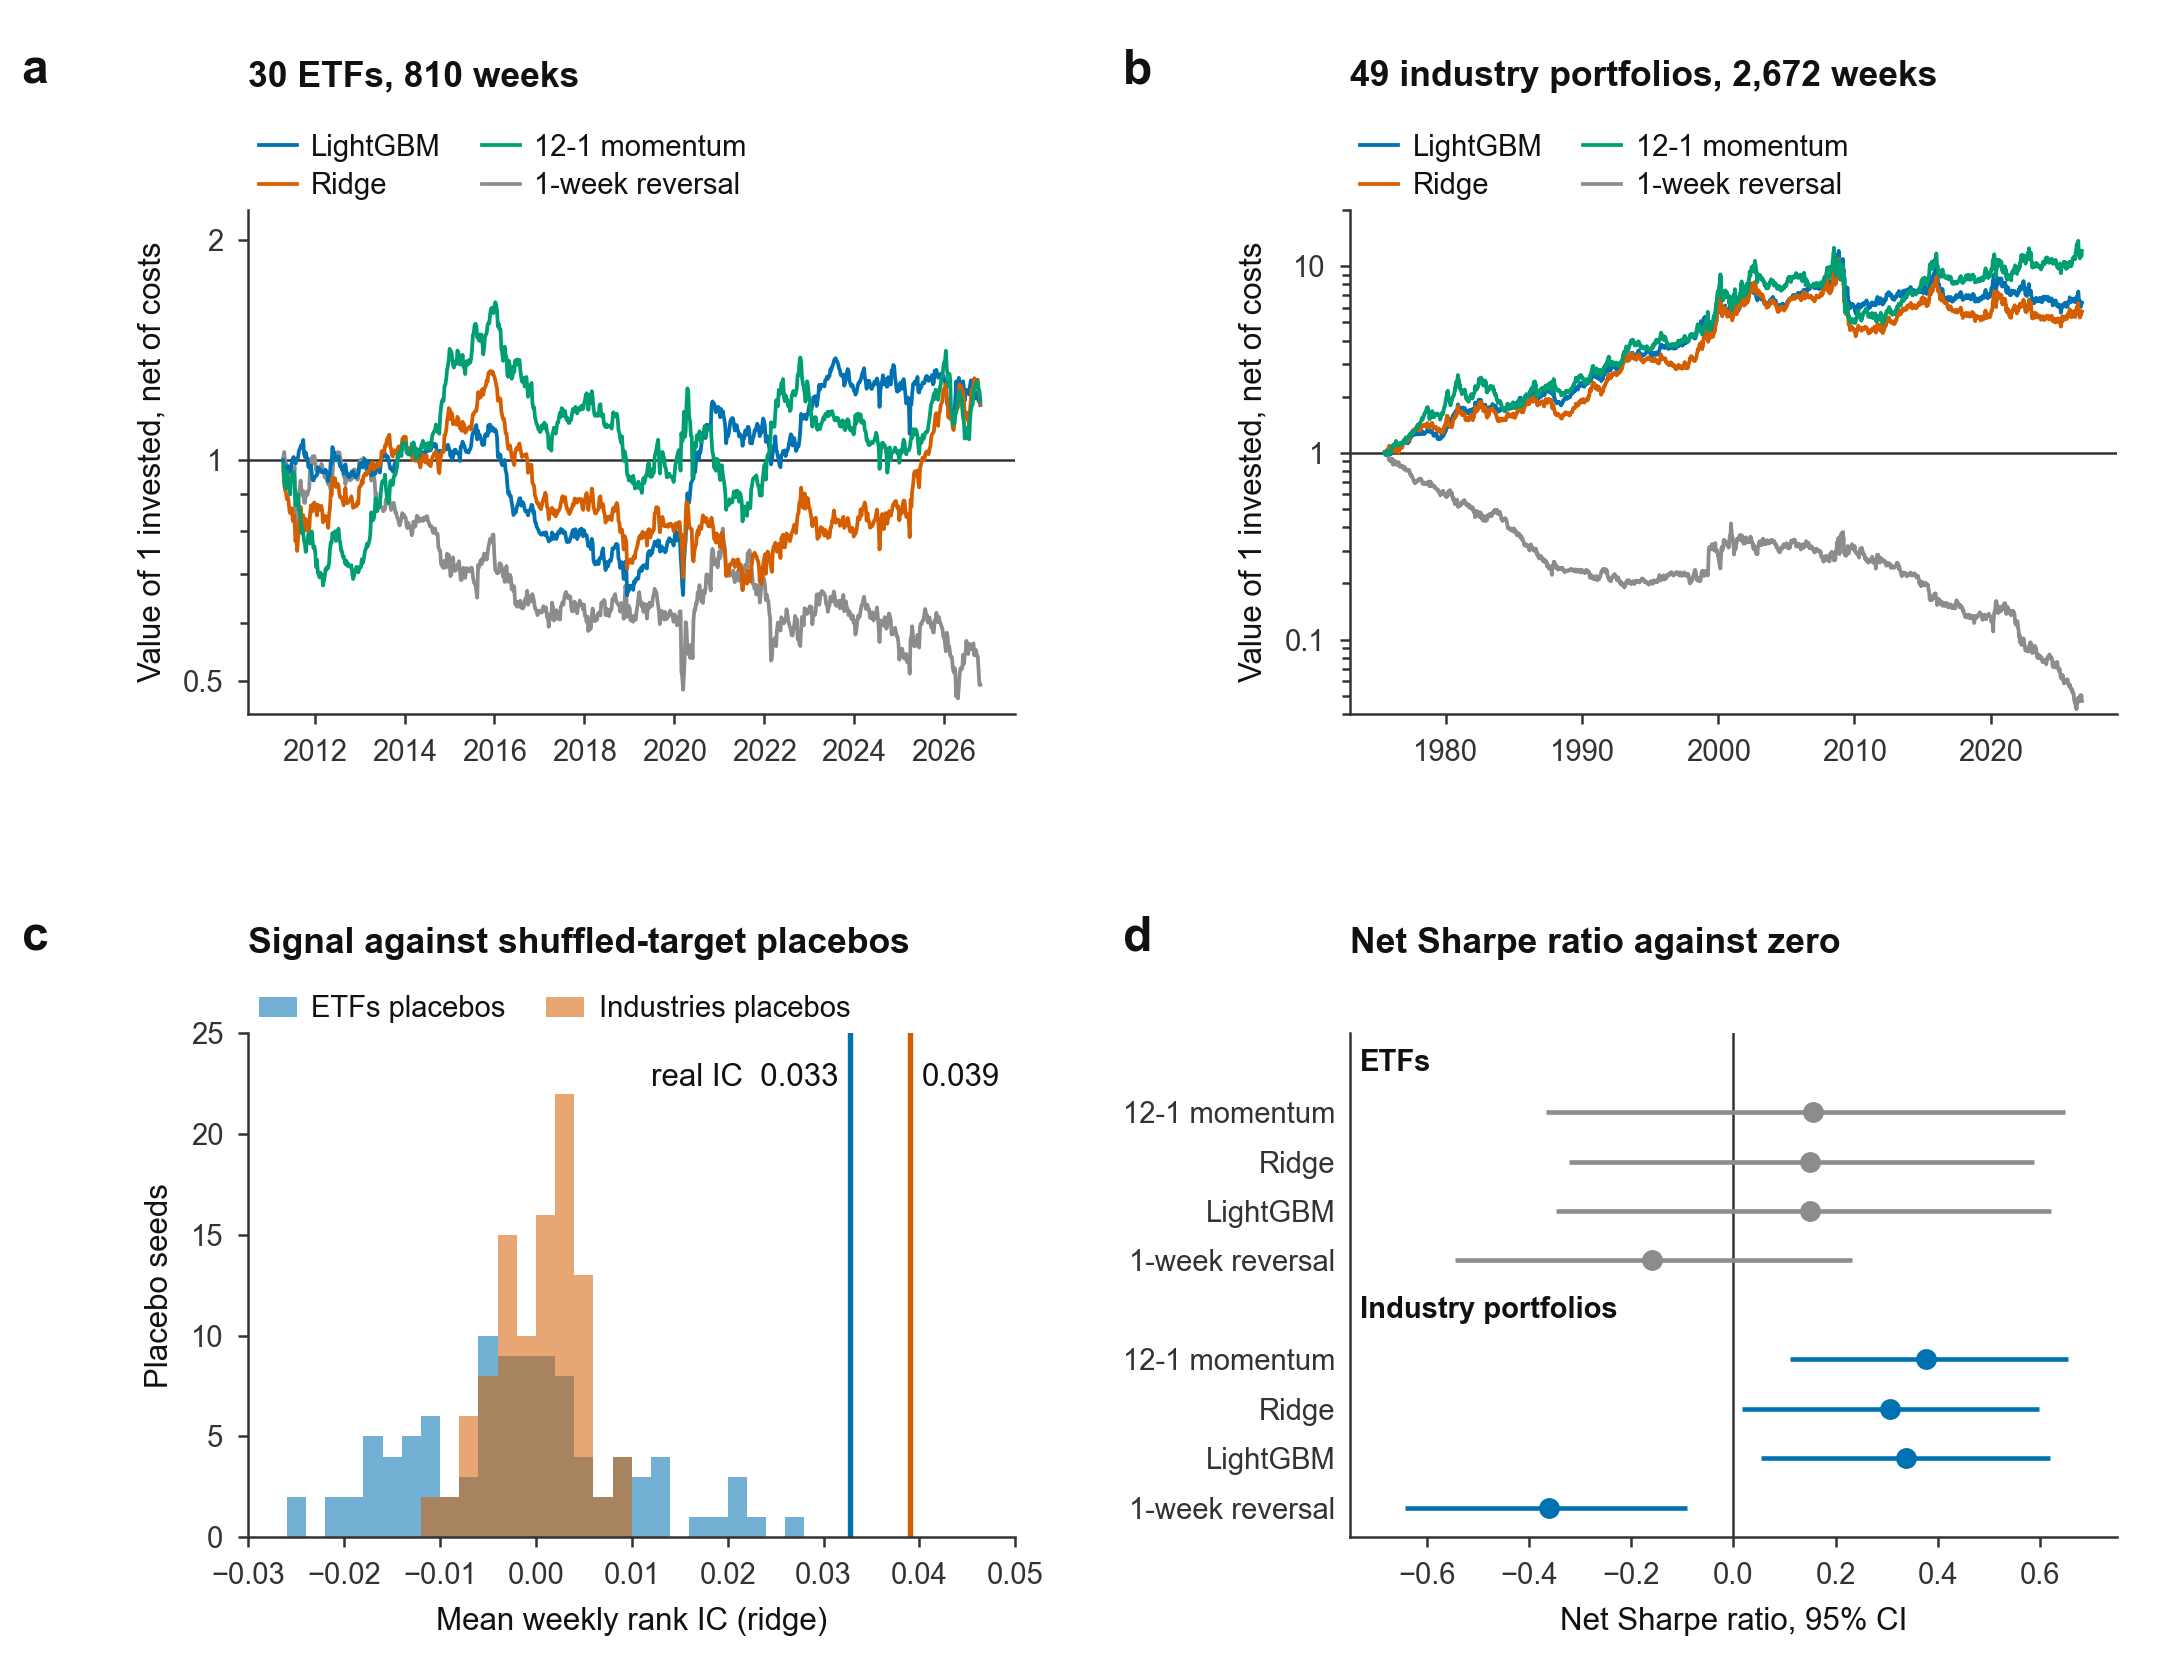 a
30 ETFs, 810 weeks
LightGBM
12-1 momentum
Ridge
1-week reversal
Value of 1 invested, net of costs
2
1
0.5
2012 2014 2016 2018 2020 2022 2024 2026
b
49 industry portfolios, 2,672 weeks
LightGBM
12-1 momentum
Ridge
1-week reversal
Value of 1 invested, net of costs
10
1
0.1
1980 1990 2000 2010 2020
c
Signal against shuffled-target placebos
ETFs placebos
Industries placebos
real IC 0.033
0.039
Placebo seeds
25
20
15
10
5
0
−0.03 −0.02 −0.01 0.00 0.01 0.02 0.03 0.04 0.05
Mean weekly rank IC (ridge)
d
Net Sharpe ratio against zero
ETFs
12-1 momentum
Ridge
LightGBM
1-week reversal
Industry portfolios
12-1 momentum
Ridge
LightGBM
1-week reversal
−0.6 −0.4 −0.2 0.0 0.2 0.4 0.6
Net Sharpe ratio, 95% CI